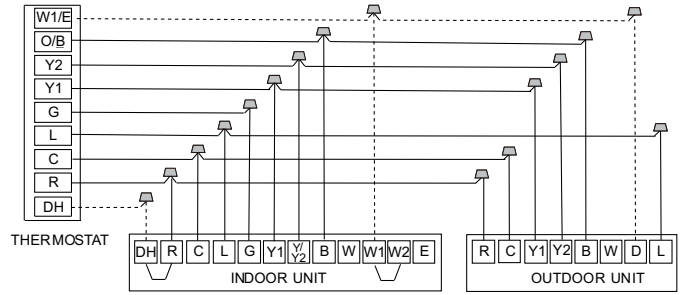 W1/E
O/B
Y2
Y1
G
L
C
R
DH
THERMOSTAT
DH R C L G Y1 Y/Y2 B W W1 W2 E
INDOOR UNIT
R C Y1 Y2 B W D L
OUTDOOR UNIT